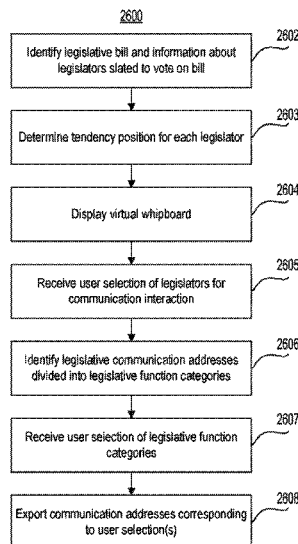 2600
Identify legislative bill and information about
legislators slated to vote on bill
2602
Determine tendency position for each legislator
2603
Display virtual whipboard
2604
Receive user selection of legislators for
communication interaction
2605
Identify legislative communication addresses
divided into legislative function categories
2606
Receive user selection of legislative function
categories
2607
Export communication addresses corresponding
to user selection(s)
2608